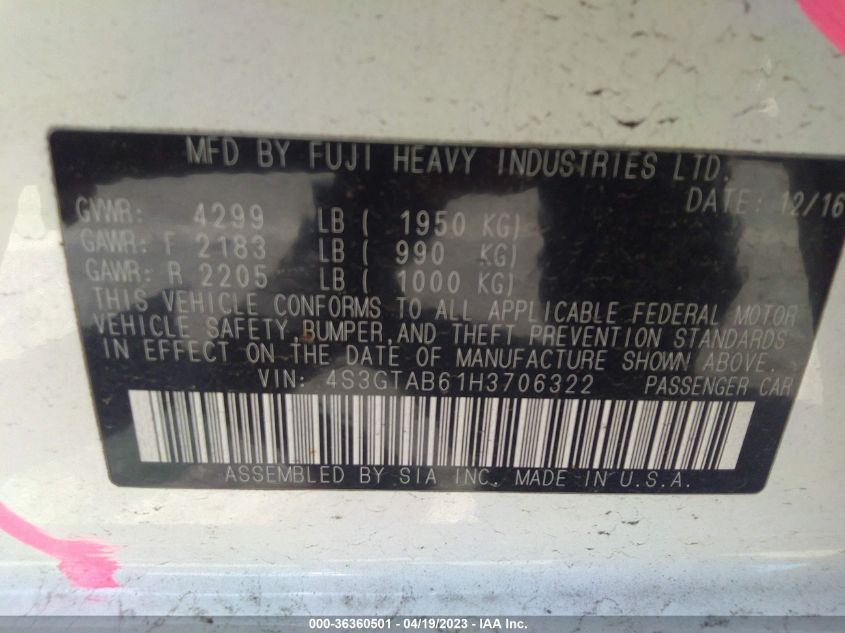 MFD BY FUJI HEAVY INDUSTRIES LTD.
DATE: 12/16
GVWR: 4299 LB ( 1950 KG)
GAWR: F 2183 LB ( 990 KG)
GAWR: R 2205 LB ( 1000 KG)
THIS VEHICLE CONFORMS TO ALL APPLICABLE FEDERAL MOTOR
VEHICLE SAFETY, BUMPER, AND THEFT PREVENTION STANDARDS
IN EFFECT ON THE DATE OF MANUFACTURE SHOWN ABOVE.
VIN: 4S3GTAB61H3706322 PASSENGER CAR
ASSEMBLED BY SIA INC. MADE IN U.S.A.
000-36360501 - 04/19/2023 - IAA Inc.